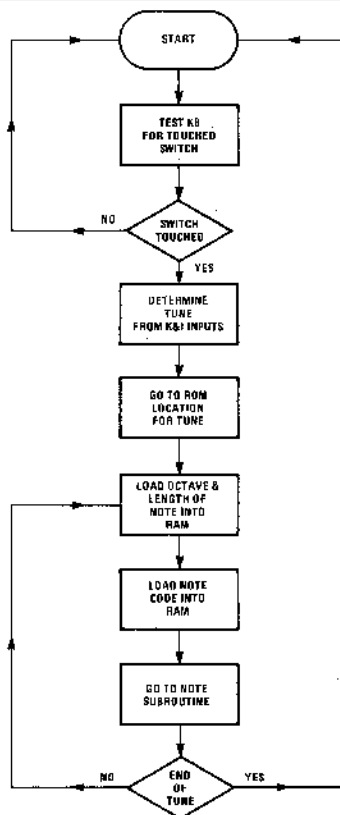 START
TEST KB
FOR TOUCHED
SWITCH
NO
SWITCH
TOUCHED
YES
DETERMINE
TUNE
FROM K&I INPUTS
GO TO ROM
LOCATION
FOR TUNE
LOAD OCTAVE &
LENGTH OF
NOTE INTO
RAM
LOAD NOTE
CODE INTO
RAM
GO TO NOTE
SUBROUTINE
NO
END
OF
TUNE
YES